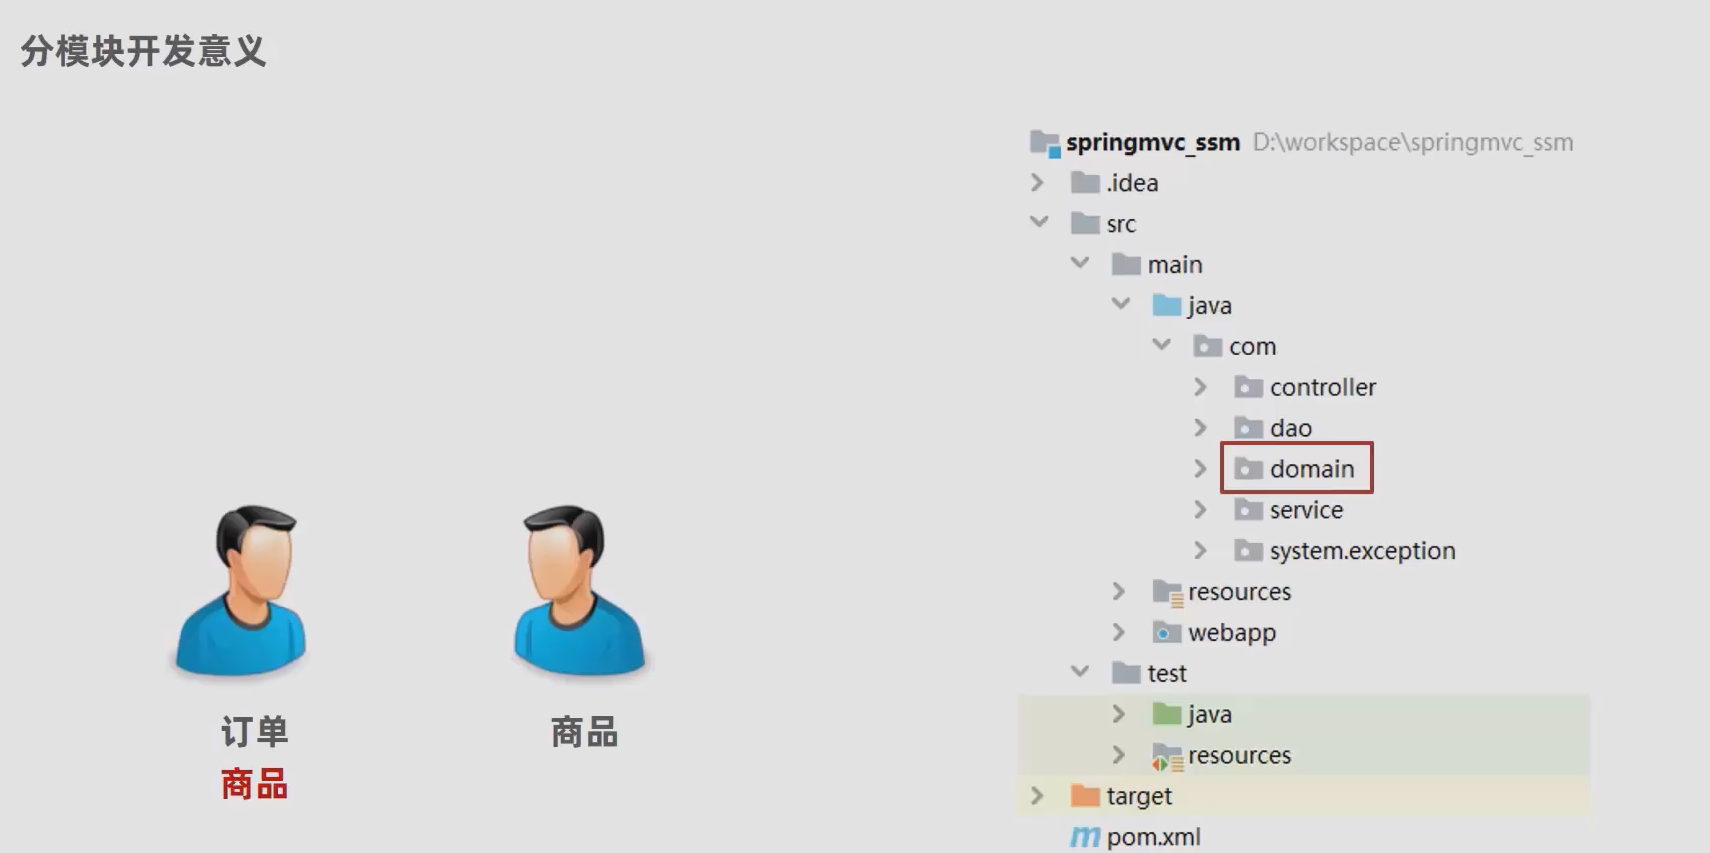 分模块开发意义
springmvc_ssm D:\workspace\springmvc_ssm
.idea
src
main
java
com
controller
dao
domain
service
system.exception
resources
webapp
test
java
resources
target
pom.xml
订单
商品
商品